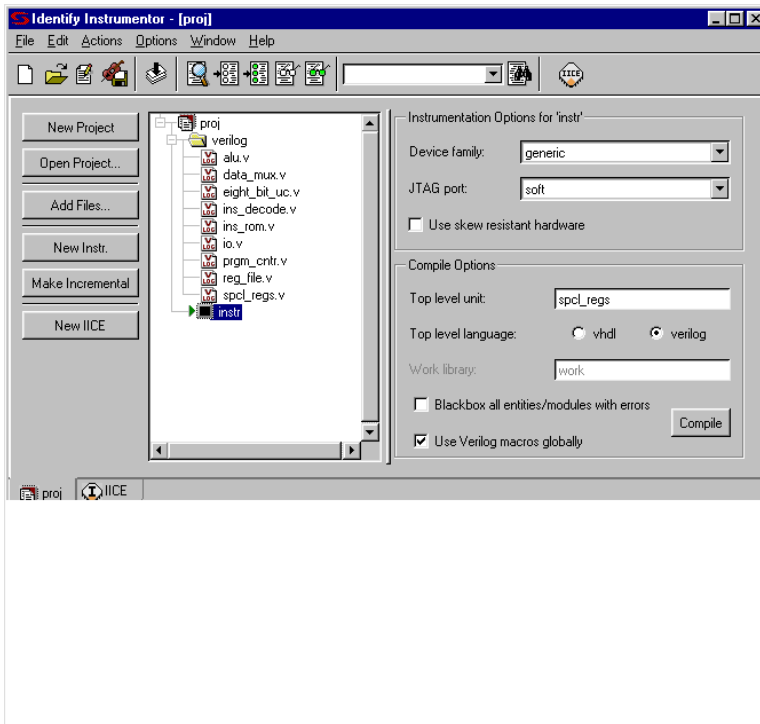 Identify Instrumentor - [proj]
File Edit Actions Options Window Help
IICE
New Project
Open Project...
Add Files...
New Instr.
Make Incremental
New IICE
proj
verilog
alu.v
data_mux.v
eight_bit_uc.v
ins_decode.v
ins_rom.v
io.v
prgm_cntr.v
reg_file.v
spcl_regs.v
instr
Instrumentation Options for 'instr'
Device family: generic
JTAG port: soft
Use skew resistant hardware
Compile Options
Top level unit: spcl_regs
Top level language: vhdl verilog
Work library: work
Blackbox all entities/modules with errors
Compile
Use Verilog macros globally
proj IICE